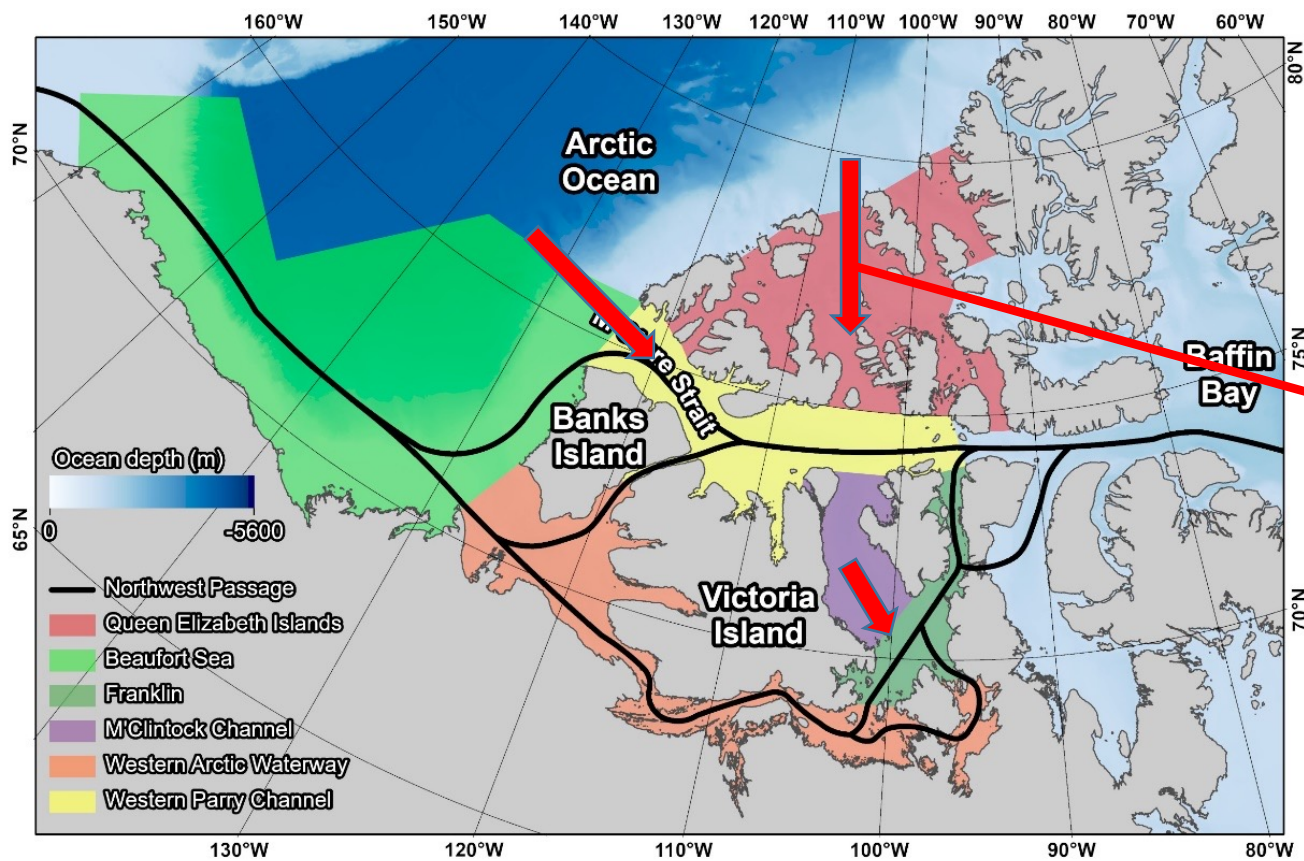 160°W 150°W 140°W 130°W 120°W 110°W 100°W 90°W 80°W 70°W 60°W
80°N
70°N
Arctic
Ocean
75°N
Baffin
Bay
Strait
Banks
Island
Ocean depth (m)
0 -5600
65°N
Northwest Passage
Queen Elizabeth Islands
Beaufort Sea
Franklin
M'Clintock Channel
Western Arctic Waterway
Western Parry Channel
Victoria
Island
70°N
130°W 120°W 110°W 100°W 90°W 80°W